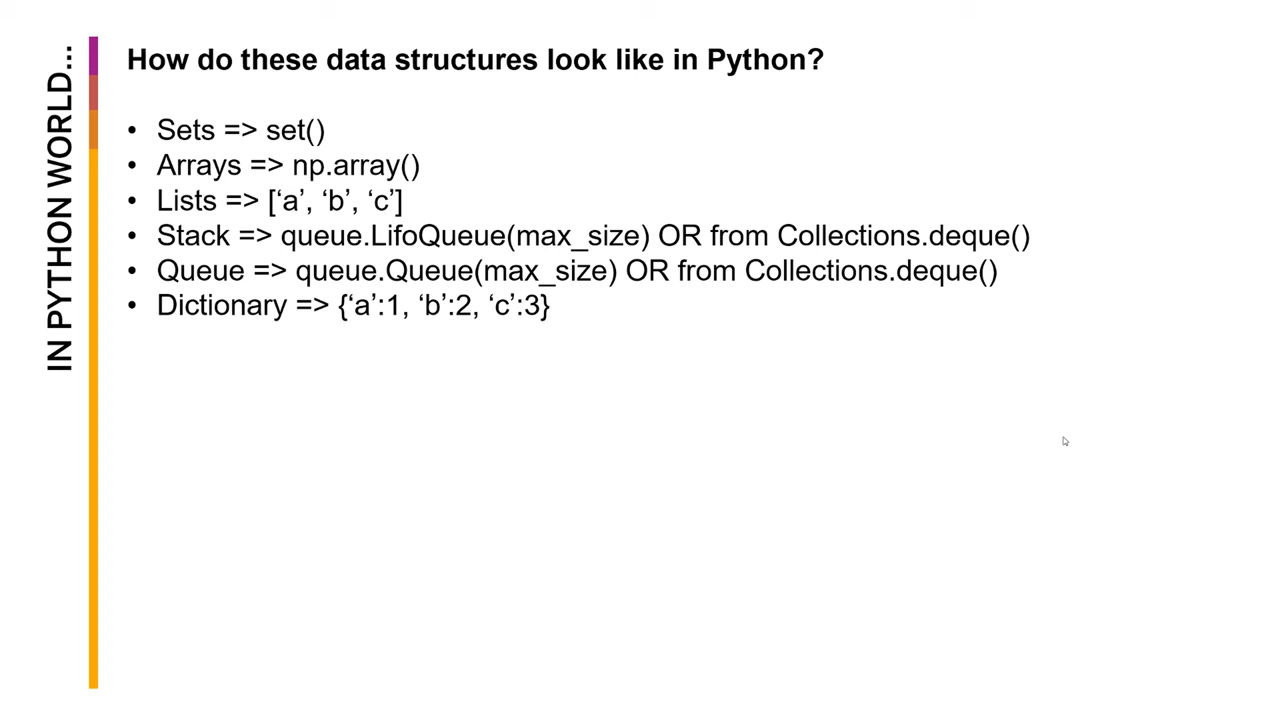 IN PYTHON WORLD...
How do these data structures look like in Python?
• Sets => set()
• Arrays => np.array()
• Lists => [‘a’, ‘b’, ‘c’]
• Stack => queue.LifoQueue(max_size) OR from Collections.deque()
• Queue => queue.Queue(max_size) OR from Collections.deque()
• Dictionary => {‘a’:1, ‘b’:2, ‘c’:3}